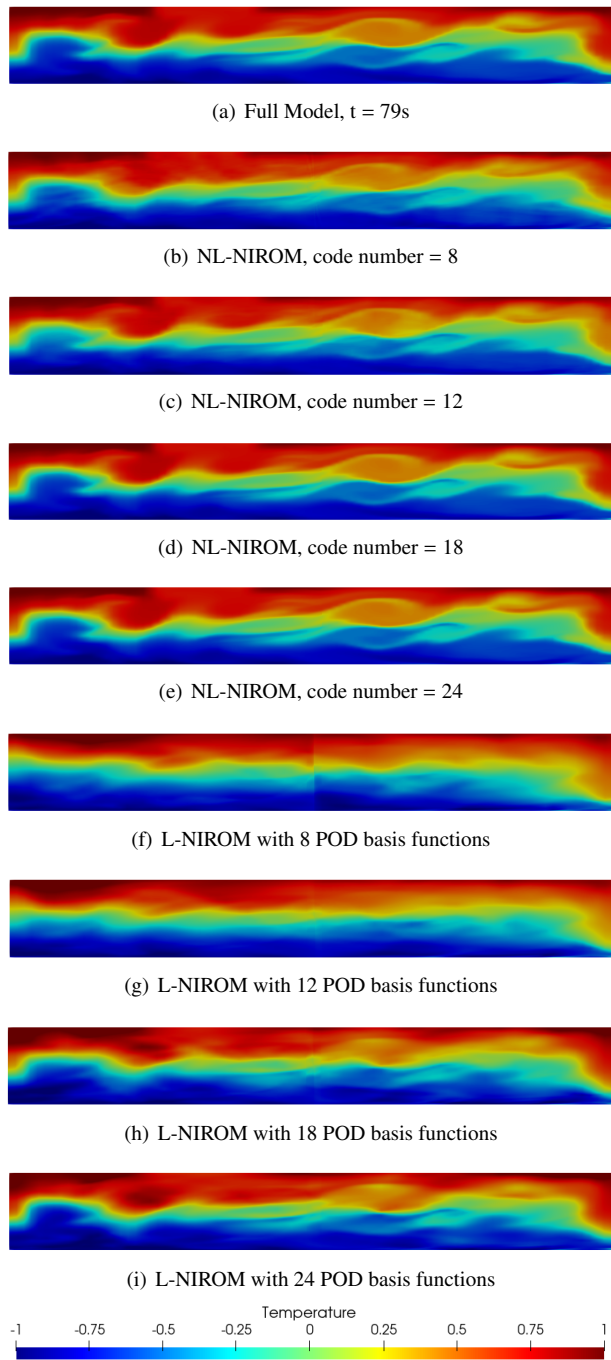 (a) Full Model, t = 79s
(b) NL-NIROM, code number = 8
(c) NL-NIROM, code number = 12
(d) NL-NIROM, code number = 18
(e) NL-NIROM, code number = 24
(f) L-NIROM with 8 POD basis functions
(g) L-NIROM with 12 POD basis functions
(h) L-NIROM with 18 POD basis functions
(i) L-NIROM with 24 POD basis functions
Temperature
-1 -0.75 -0.5 -0.25 0 0.25 0.5 0.75 1